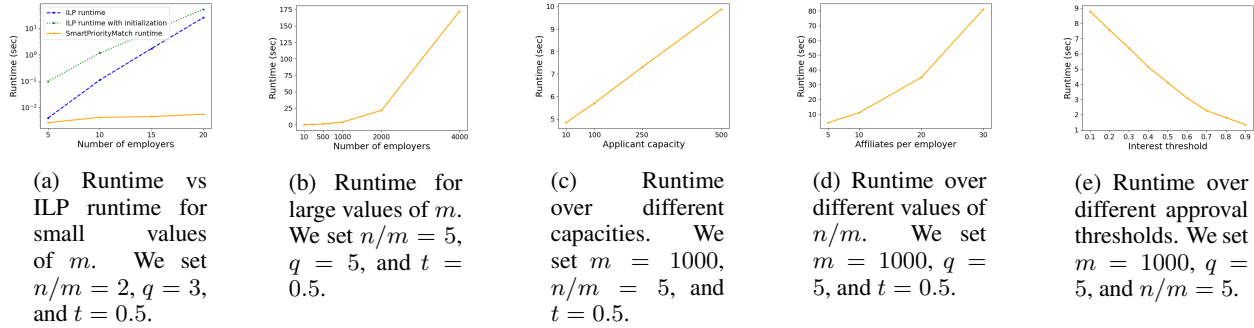 ILP runtime
ILP runtime with initialization
SmartPriorityMatch runtime
Runtime (sec)
10¹
10⁰
10⁻¹
10⁻²
5
10
15
20
Number of employers
Runtime (sec)
175
150
125
100
75
50
25
0
10
500
1000
2000
4000
Number of employers
Runtime (sec)
10
9
8
7
6
5
10
100
250
500
Applicant capacity
Runtime (sec)
80
70
60
50
40
30
20
10
5
10
20
30
Affiliates per employer
Runtime (sec)
9
8
7
6
5
4
3
2
1
0.1
0.2
0.3
0.4
0.5
0.6
0.7
0.8
0.9
Interest threshold
(a) Runtime vs
ILP runtime for
small values
of m. We set
n/m = 2, q = 3,
and t = 0.5.
(b) Runtime for
large values of m.
We set n/m = 5,
q = 5, and t =
0.5.
(c) Runtime
over different
capacities. We
set m = 1000,
n/m = 5, and
t = 0.5.
(d) Runtime over
different values of
n/m. We set
m = 1000, q =
5, and t = 0.5.
(e) Runtime over
different approval
thresholds. We set
m = 1000, q =
5, and n/m = 5.